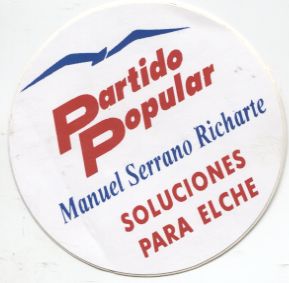 Partido
Popular
Manuel Serrano Richarte
SOLUCIONES
PARA ELCHE